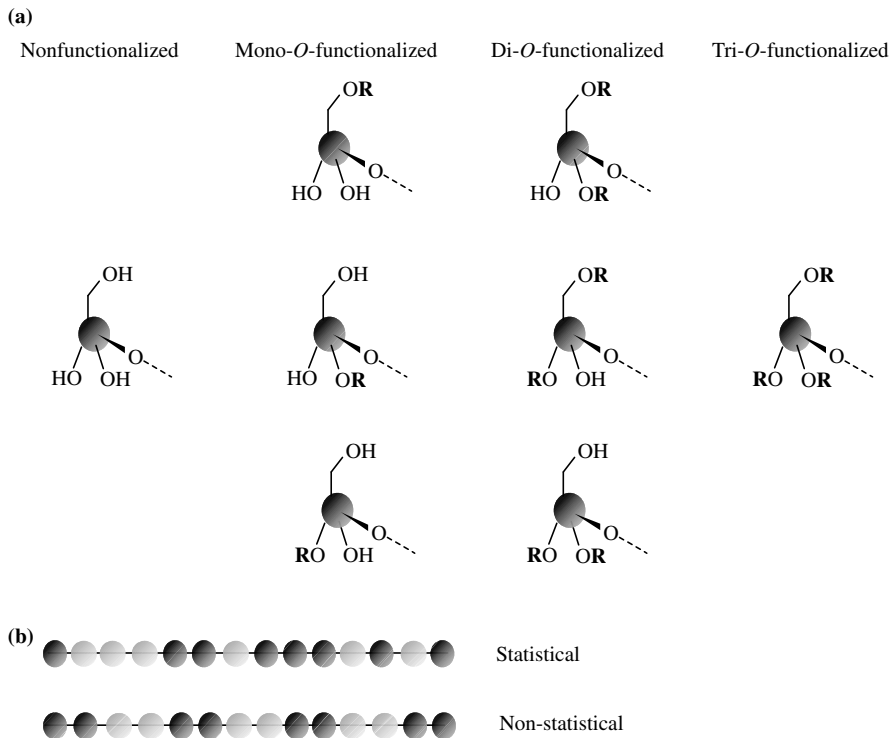 (a)
Nonfunctionalized Mono-O-functionalized Di-O-functionalized Tri-O-functionalized
OR OR
O O
HO OH HO OR
OH OH OR OR
O O O O
HO OH HO OR RO OH RO OR
OH OH
O O
RO OH RO OR
(b)
Statistical
Non-statistical